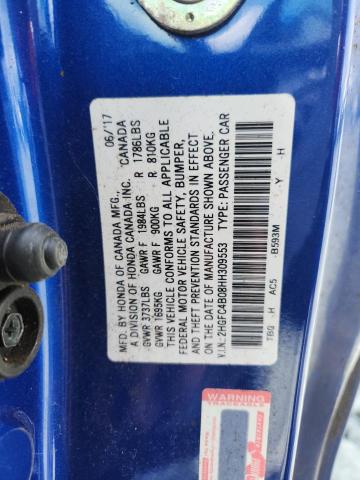 MFD. BY HONDA OF CANADA MFG. 06/17
A DIVISION OF HONDA CANADA INC. CANADA
GVWR 3737LBS GAWR F 1984LBS R 1786LBS
GVWR 1695KG GAWR F 900KG R 810KG
THIS VEHICLE CONFORMS TO ALL APPLICABLE
FEDERAL MOTOR VEHICLE SAFETY, BUMPER,
AND THEFT PREVENTION STANDARDS IN EFFECT
ON THE DATE OF MANUFACTURE SHOWN ABOVE.
V.I.N.: 2HGFC4B08HH309553 TYPE: PASSENGER CAR
TBQ H AC5 B593M Y H
WARNING